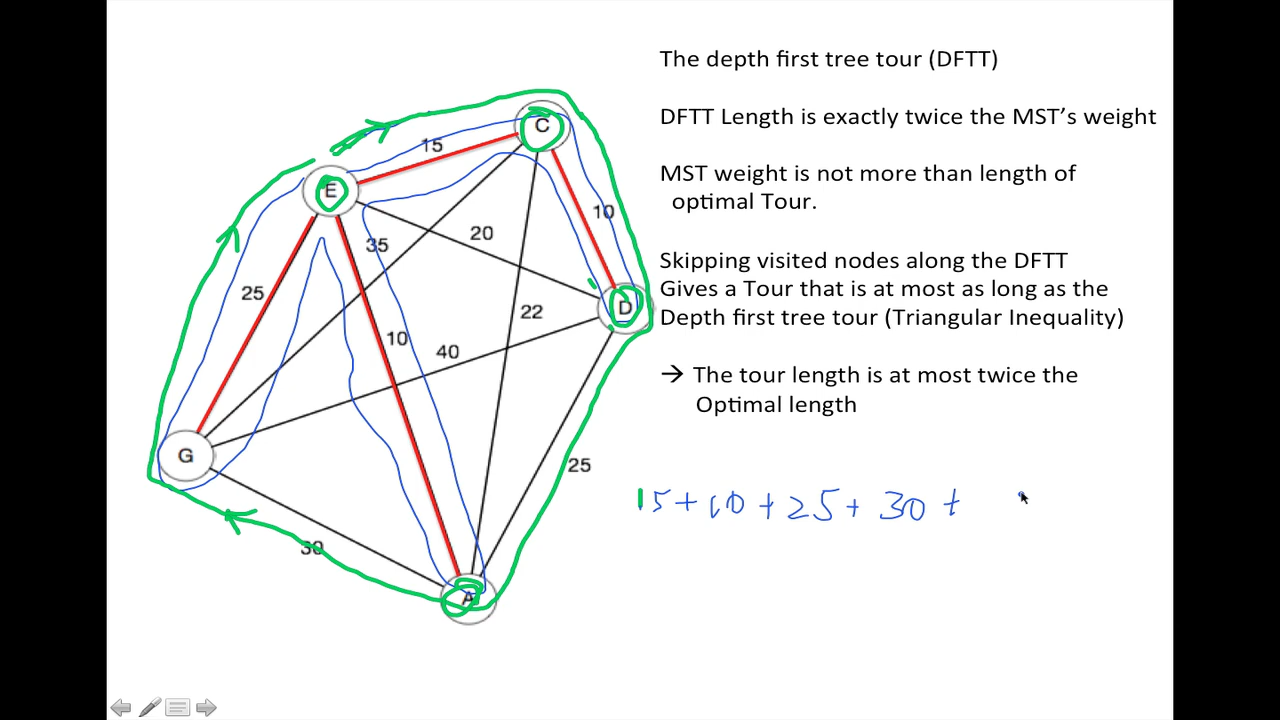 The depth first tree tour (DFTT)
DFTT Length is exactly twice the MST's weight
MST weight is not more than length of
optimal Tour.
Skipping visited nodes along the DFTT
Gives a Tour that is at most as long as the
Depth first tree tour (Triangular Inequality)
→ The tour length is at most twice the
Optimal length
15+10+25+30+
C
15
E
10
20
35
25
22
D
10
40
G
25
30
A